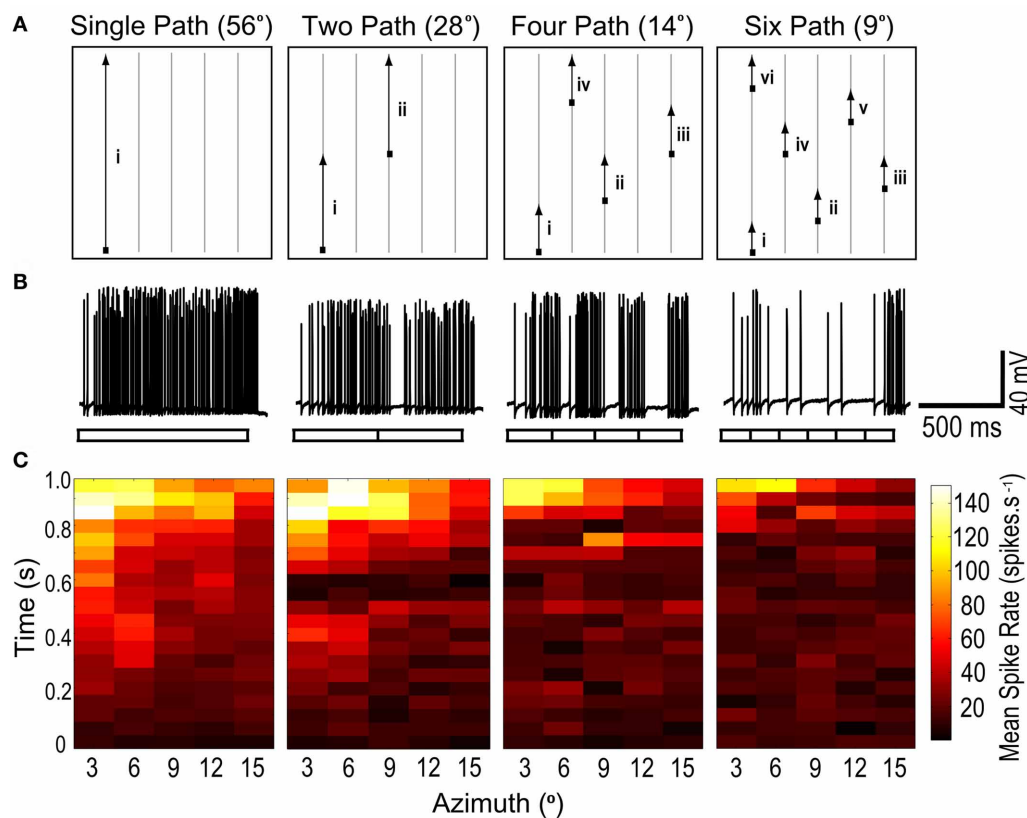 A
Single Path (56°)
Two Path (28°)
Four Path (14°)
Six Path (9°)
i
i
ii
i
ii
iii
iv
i
ii
iii
iv
v
vi
B
40 mV
500 ms
C
Time (s)
1.0
0.8
0.6
0.4
0.2
0
3 6 9 12 15
3 6 9 12 15
3 6 9 12 15
3 6 9 12 15
Azimuth (°)
140
120
100
80
60
40
20
Mean Spike Rate (spikes.s⁻¹)